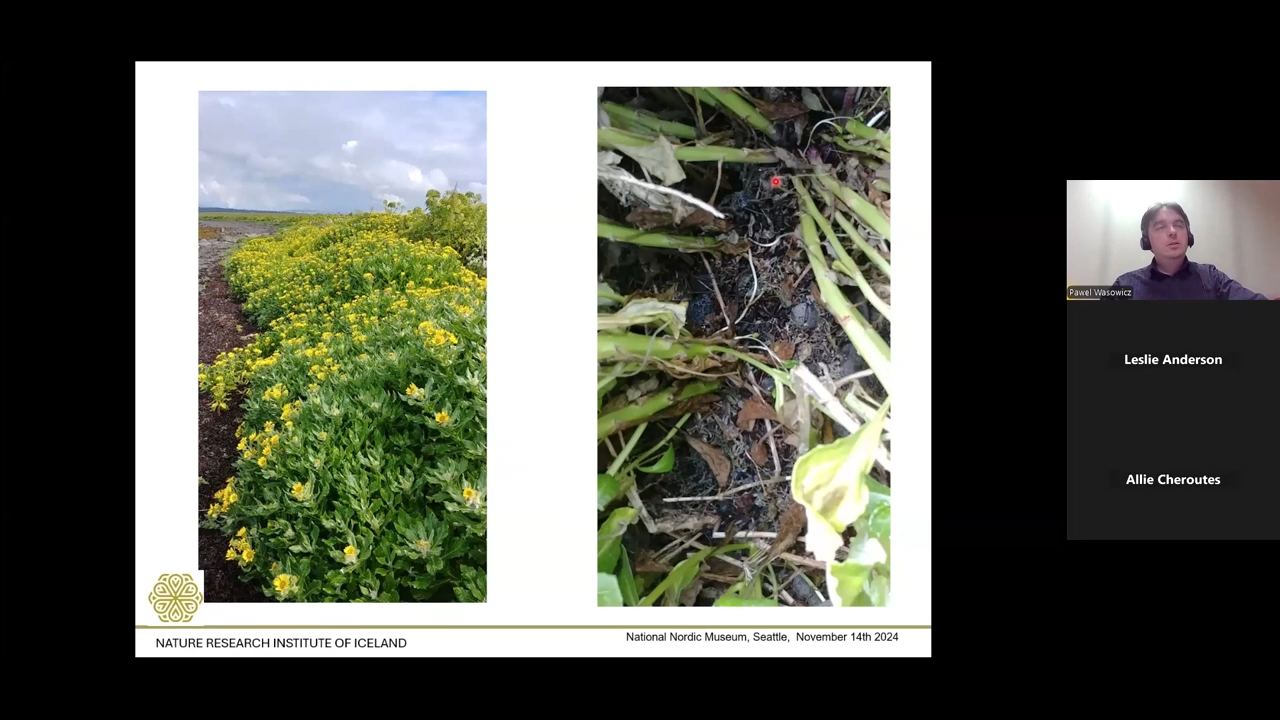 Pawel Wasowicz
Leslie Anderson
Allie Cheroutes
NATURE RESEARCH INSTITUTE OF ICELAND
National Nordic Museum, Seattle, November 14th 2024